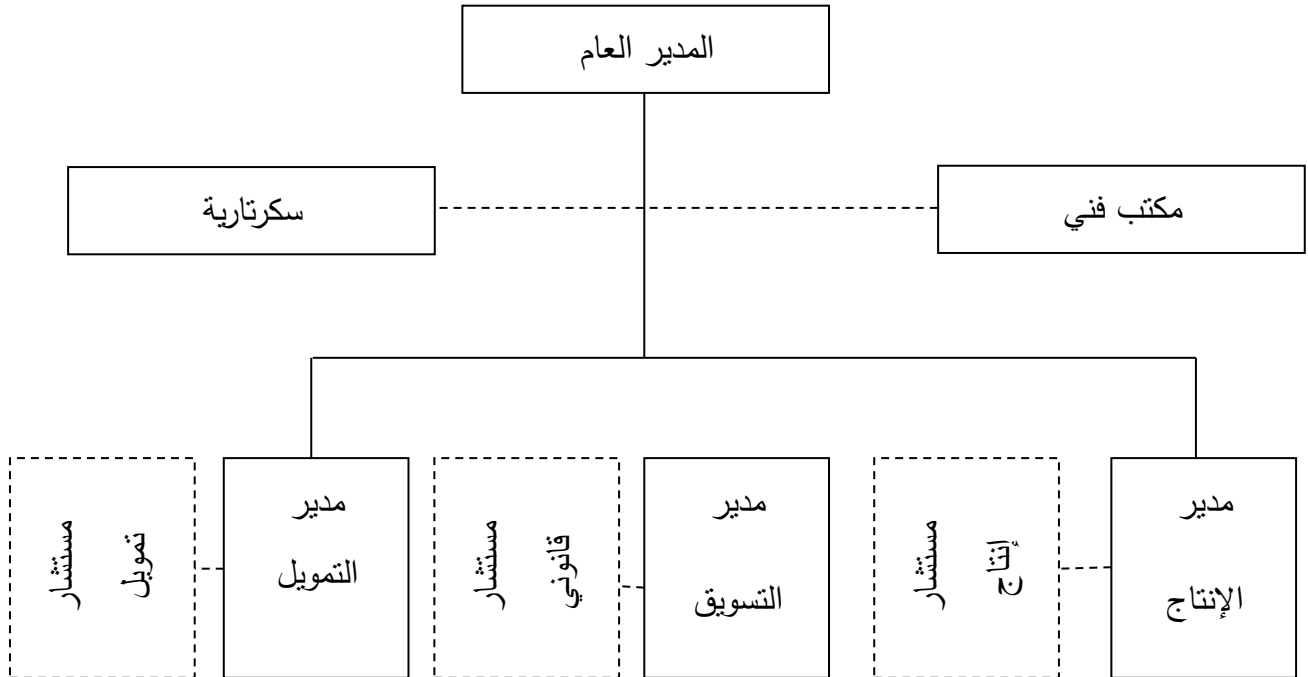 المدير العام
مكتب فني
سكرتارية
مدير
الإنتاج
مستشار
إنتاج
مدير
التسويق
مستشار
قانوني
مدير
التمويل
مستشار
تمويل